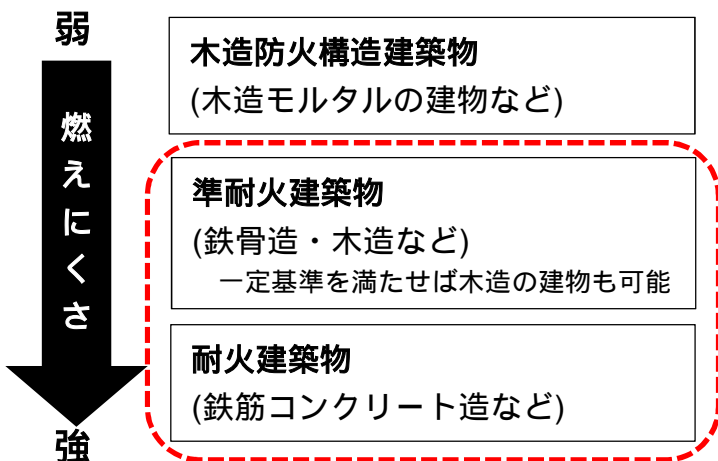 弱
燃えにくさ
強
木造防火構造建築物
(木造モルタルの建物など)
準耐火建築物
(鉄骨造・木造など)
一定基準を満たせば木造の建物も可能
耐火建築物
(鉄筋コンクリート造など)